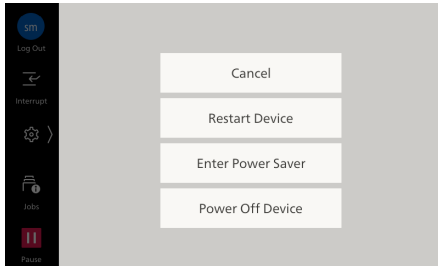 sm
Log Out
Interrupt
Jobs
Pause
Cancel
Restart Device
Enter Power Saver
Power Off Device